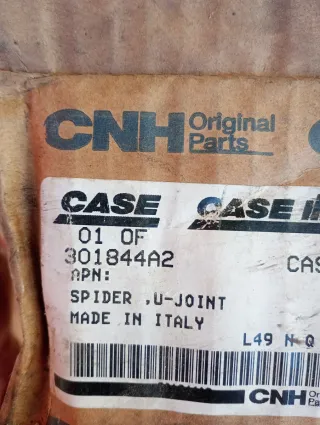 CNH Original
Parts
CASE CASE
01 OF
301844A2 CAS
APN:
SPIDER ,U-JOINT
MADE IN ITALY
L49 N Q
CNH